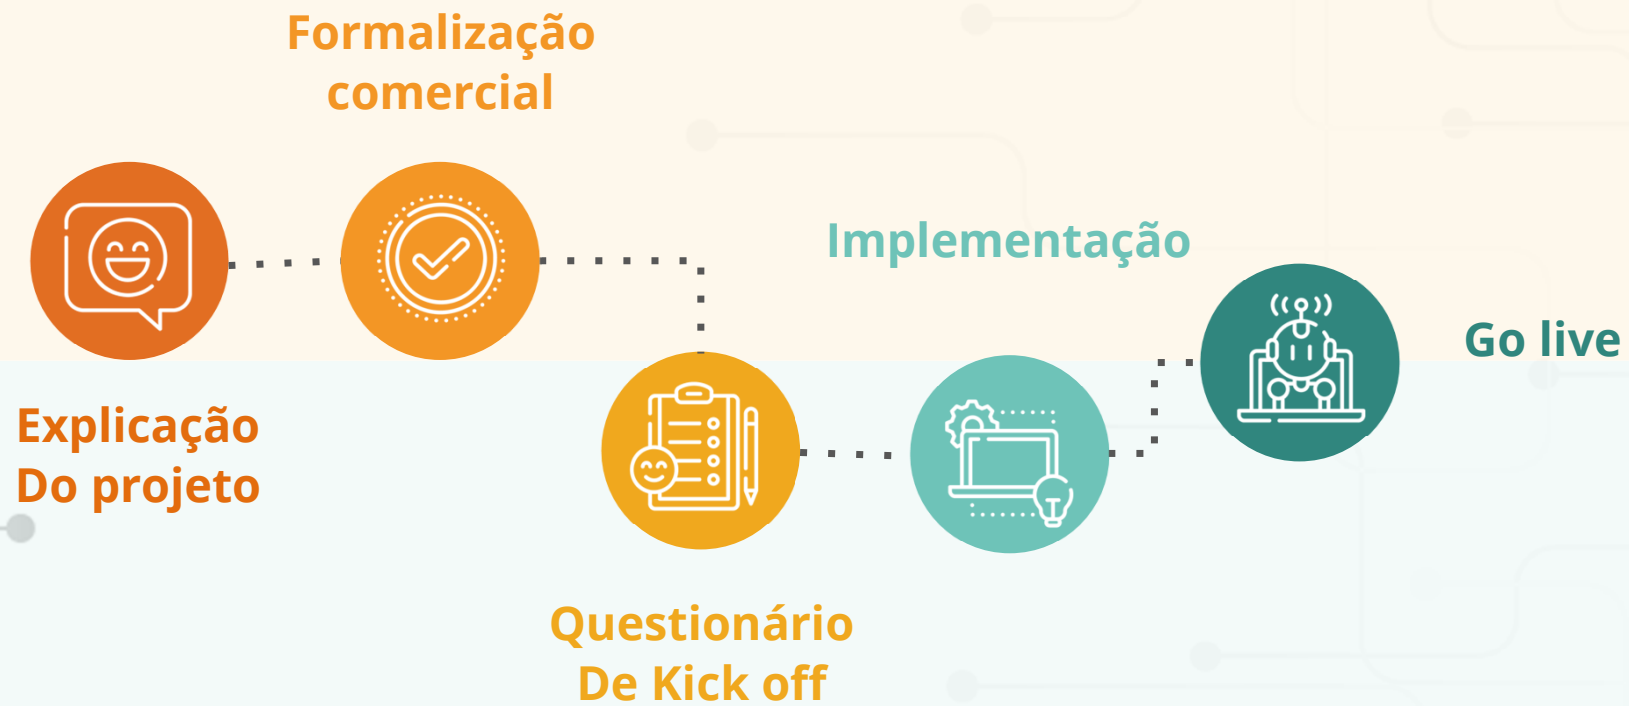 Formalização
comercial
Explicação
Do projeto
Questionário
De Kick off
Implementação
Go live